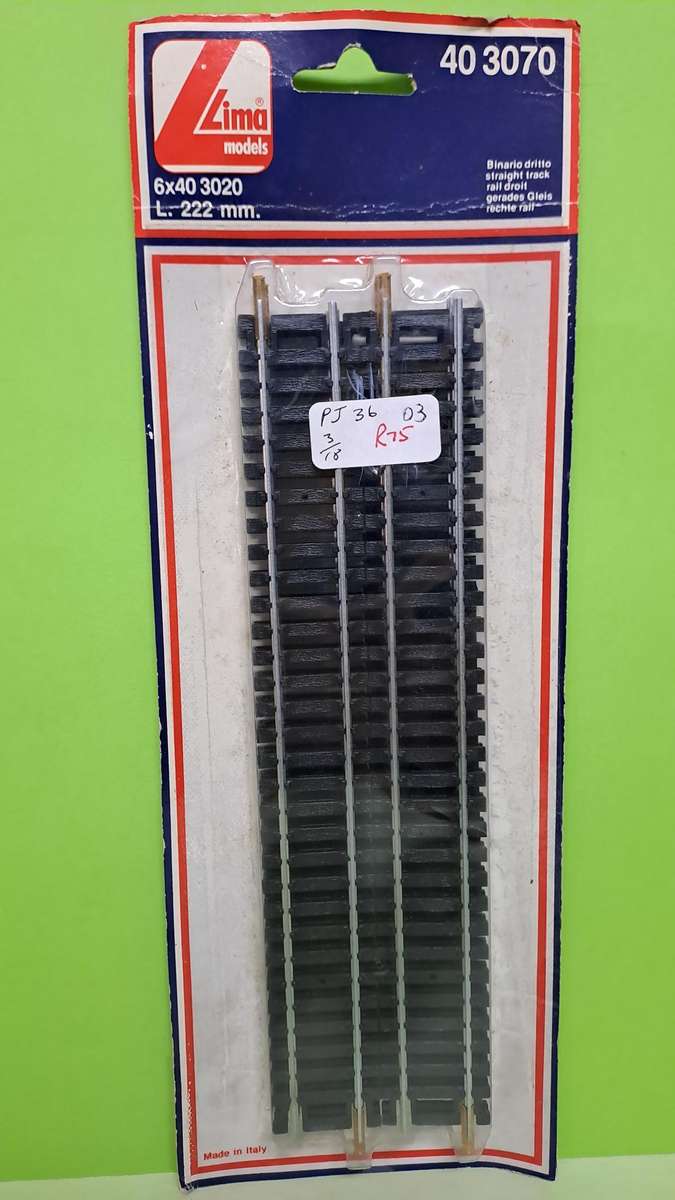 Lima®
models
40 3070
6x40 3020
L. 222 mm.
Binario dritto
straight track
rail droit
gerades Gleis
rechte rail
PJ 36 03
3/18 R75
Made in Italy